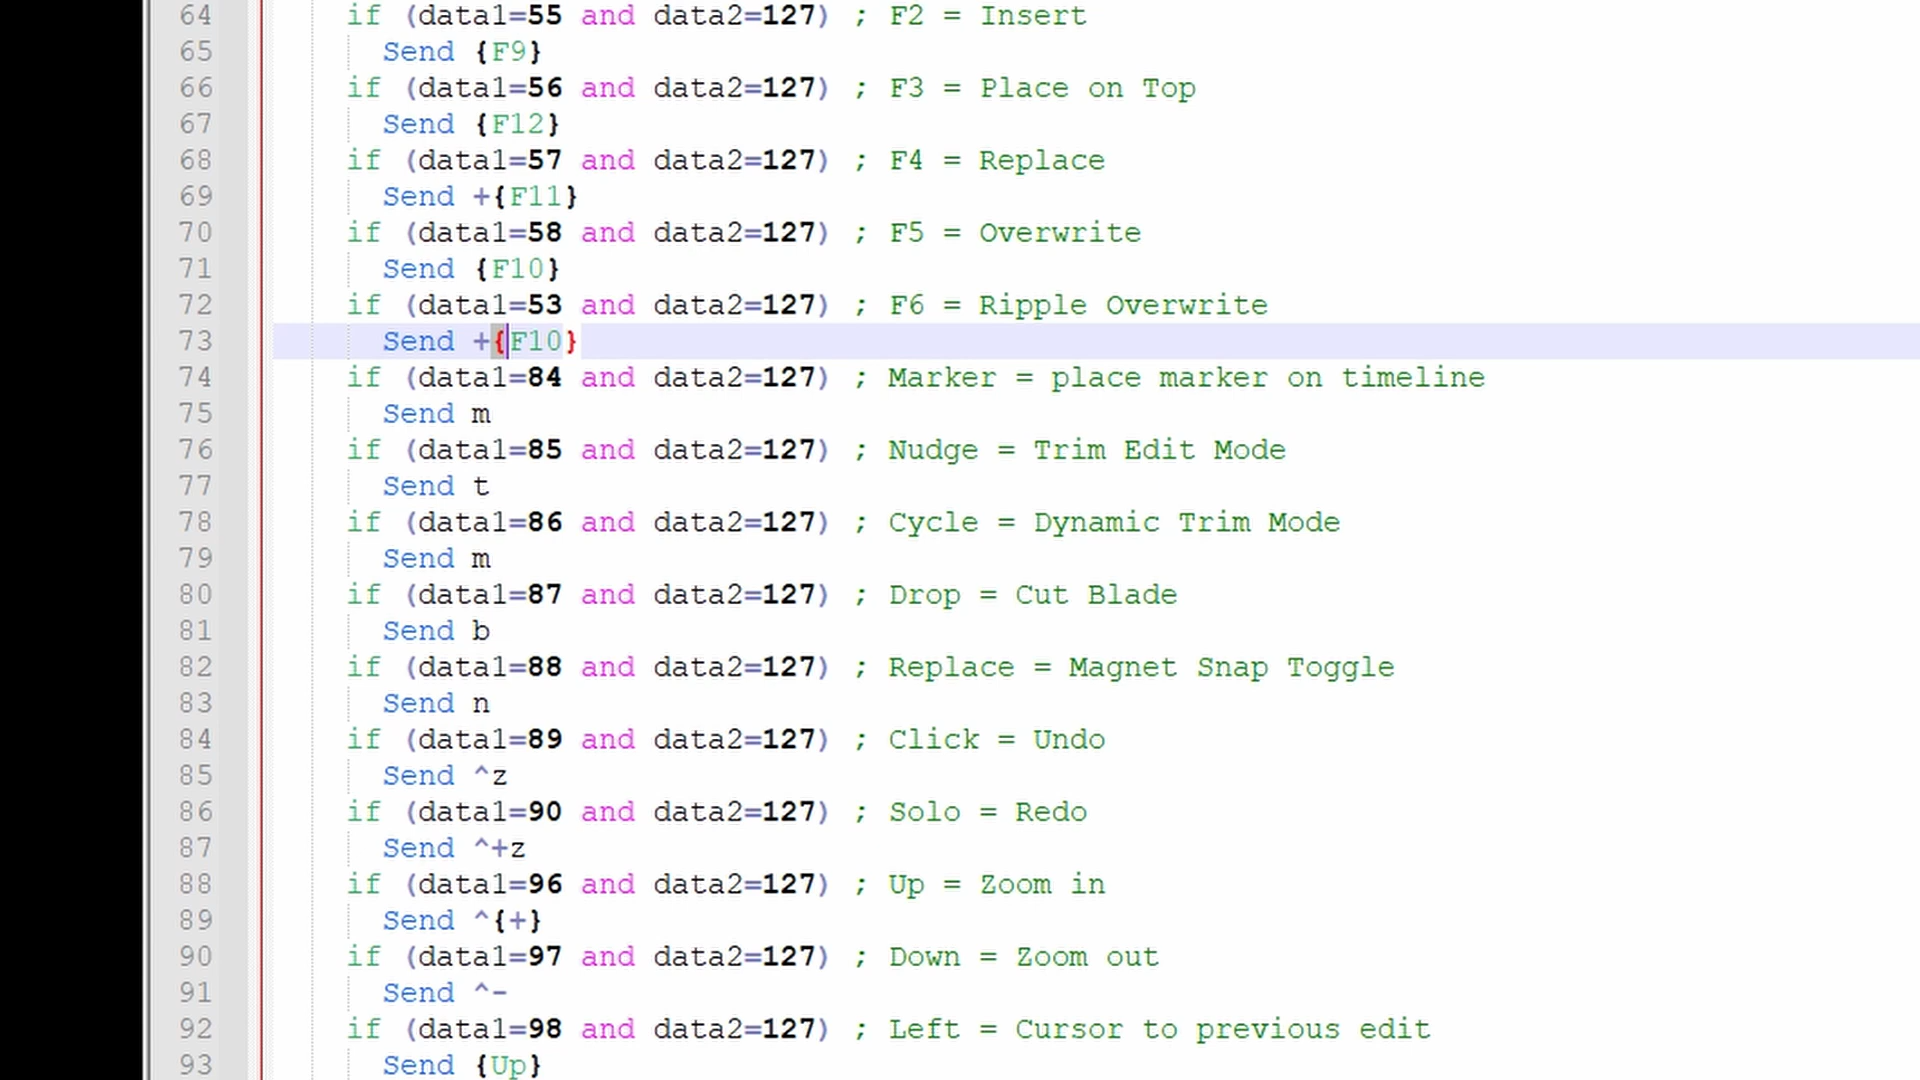 64 if (data1=55 and data2=127) ; F2 = Insert
65 Send {F9}
66 if (data1=56 and data2=127) ; F3 = Place on Top
67 Send {F12}
68 if (data1=57 and data2=127) ; F4 = Replace
69 Send +{F11}
70 if (data1=58 and data2=127) ; F5 = Overwrite
71 Send {F10}
72 if (data1=53 and data2=127) ; F6 = Ripple Overwrite
73 Send +{F10}
74 if (data1=84 and data2=127) ; Marker = place marker on timeline
75 Send m
76 if (data1=85 and data2=127) ; Nudge = Trim Edit Mode
77 Send t
78 if (data1=86 and data2=127) ; Cycle = Dynamic Trim Mode
79 Send m
80 if (data1=87 and data2=127) ; Drop = Cut Blade
81 Send b
82 if (data1=88 and data2=127) ; Replace = Magnet Snap Toggle
83 Send n
84 if (data1=89 and data2=127) ; Click = Undo
85 Send ^z
86 if (data1=90 and data2=127) ; Solo = Redo
87 Send ^+z
88 if (data1=96 and data2=127) ; Up = Zoom in
89 Send ^{+}
90 if (data1=97 and data2=127) ; Down = Zoom out
91 Send ^-
92 if (data1=98 and data2=127) ; Left = Cursor to previous edit
93 Send {Up}